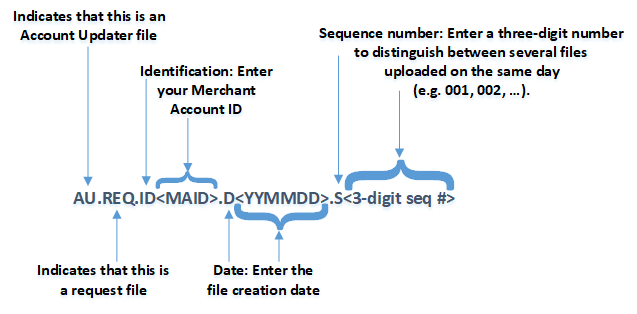 Indicates that this is an
Account Updater file
Sequence number: Enter a three-digit number
to distinguish between several files
uploaded on the same day
(e.g. 001, 002, ...).
Identification: Enter
your Merchant
Account ID
AU.REQ.ID<MAID>.D<YYMMDD>.S<3-digit seq #>
Indicates that this is
a request file
Date: Enter the
file creation date